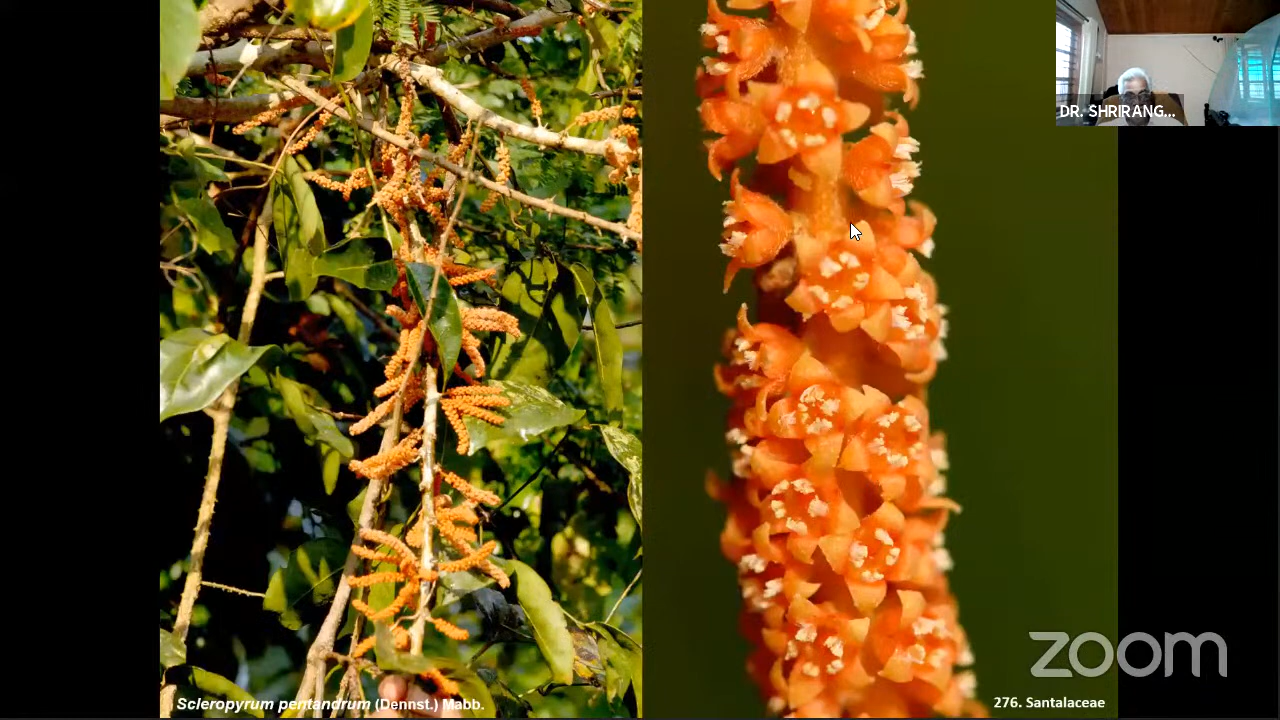 DR. SHRIRANG...
zoom
Scleropyrum pentandrum (Dennst.) Mabb.
276. Santalaceae